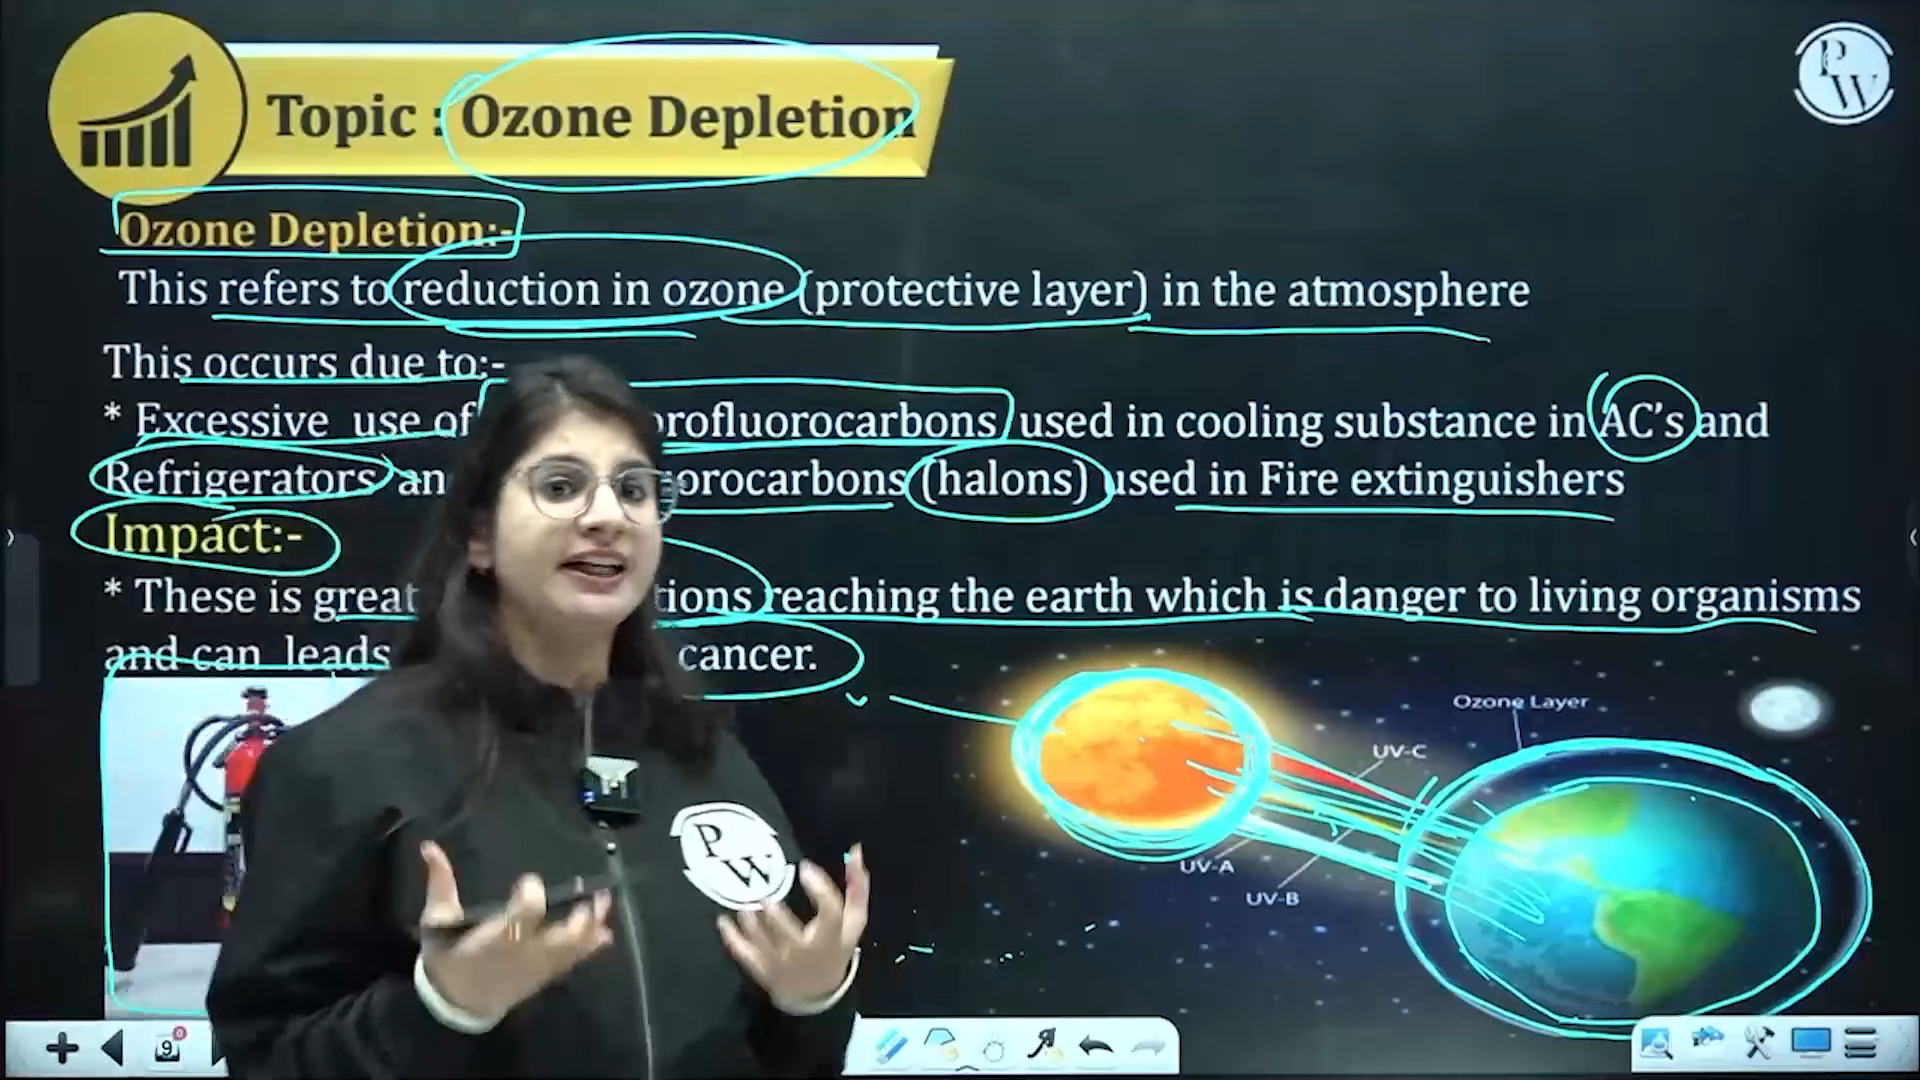 Topic : Ozone Depletion
P
W
Ozone Depletion:-
This refers to reduction in ozone (protective layer) in the atmosphere
This occurs due to:-
* Excessive use of orofluorocarbons used in cooling substance in AC's and
Refrigerators an orocarbons (halons) used in Fire extinguishers
Impact:-
* These is great tions reaching the earth which is danger to living organisms
and can leads cancer.
Ozone Layer
UV-C
UV-A
UV-B
P
W
9